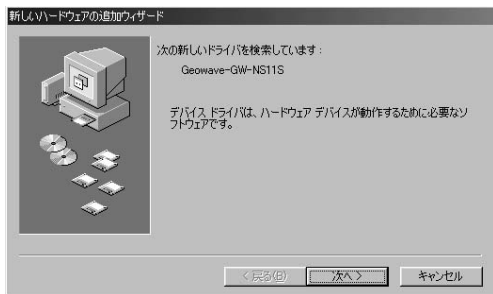 新しいハードウェアの追加ウィザード
次の新しいドライバを検索しています:
Geowave-GW-NS11S
デバイス ドライバは、ハードウェア デバイスが動作するために必要なソ
フトウェアです。
< 戻る(B)
次へ >
キャンセル